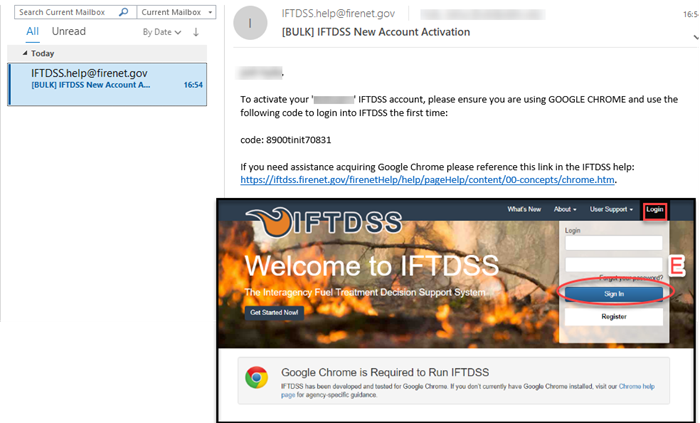 Search Current Mailbox
Current Mailbox
All Unread
By Date
Today
IFTDSS.help@firenet.gov
[BULK] IFTDSS New Account A...
16:54
I
IFTDSS.help@firenet.gov
16:5
[BULK] IFTDSS New Account Activation
To activate your ' ' IFTDSS account, please ensure you are using GOOGLE CHROME and use the
following code to login into IFTDSS the first time:
code: 8900tinit70831
If you need assistance acquiring Google Chrome please reference this link in the IFTDSS help:
https://iftdss.firenet.gov/firenetHelp/help/pageHelp/content/00-concepts/chrome.htm.
IFTDSS
What's New About User Support Login
Login
E
Forgot your password?
Sign In
Register
Welcome to IFTDSS
The Interagency Fuel Treatment Decision Support System
Get Started Now!
Google Chrome is Required to Run IFTDSS
IFTDSS has been developed and tested for Google Chrome. If you don't currently have Google Chrome installed, visit our Chrome help
page for agency-specific guidance.